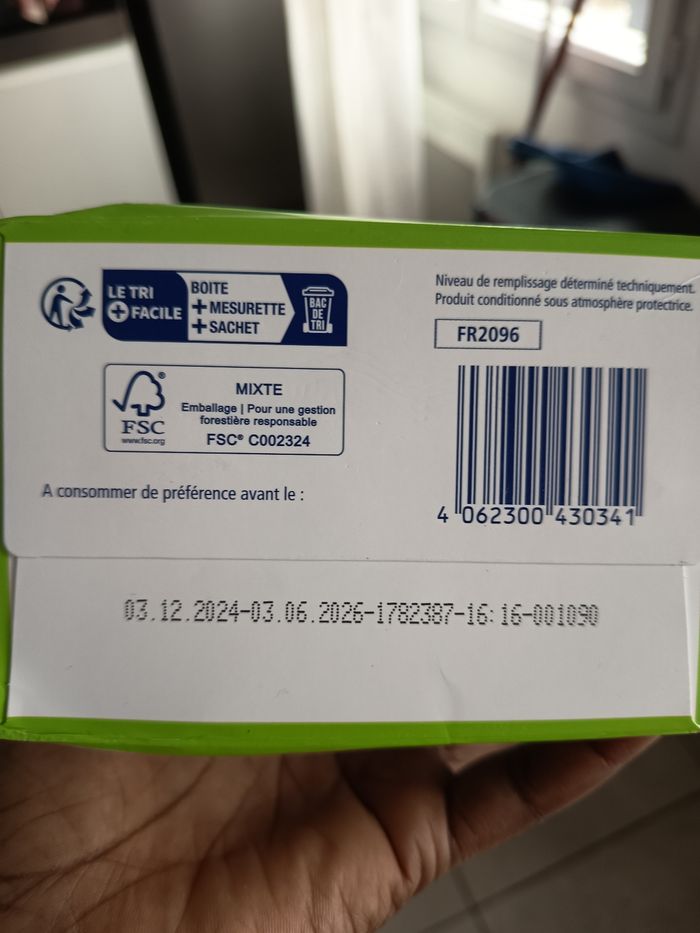 LE TRI
+ FACILE
BOITE
+ MESURETTE
+ SACHET
BAC
DE
TRI
Niveau de remplissage déterminé techniquement.
Produit conditionné sous atmosphère protectrice.
FR2096
FSC®
www.fsc.org
MIXTE
Emballage | Pour une gestion
forestière responsable
FSC® C002324
A consommer de préférence avant le :
4 062300 430341
03.12.2024-03.06.2026-1782387-16:16-001090